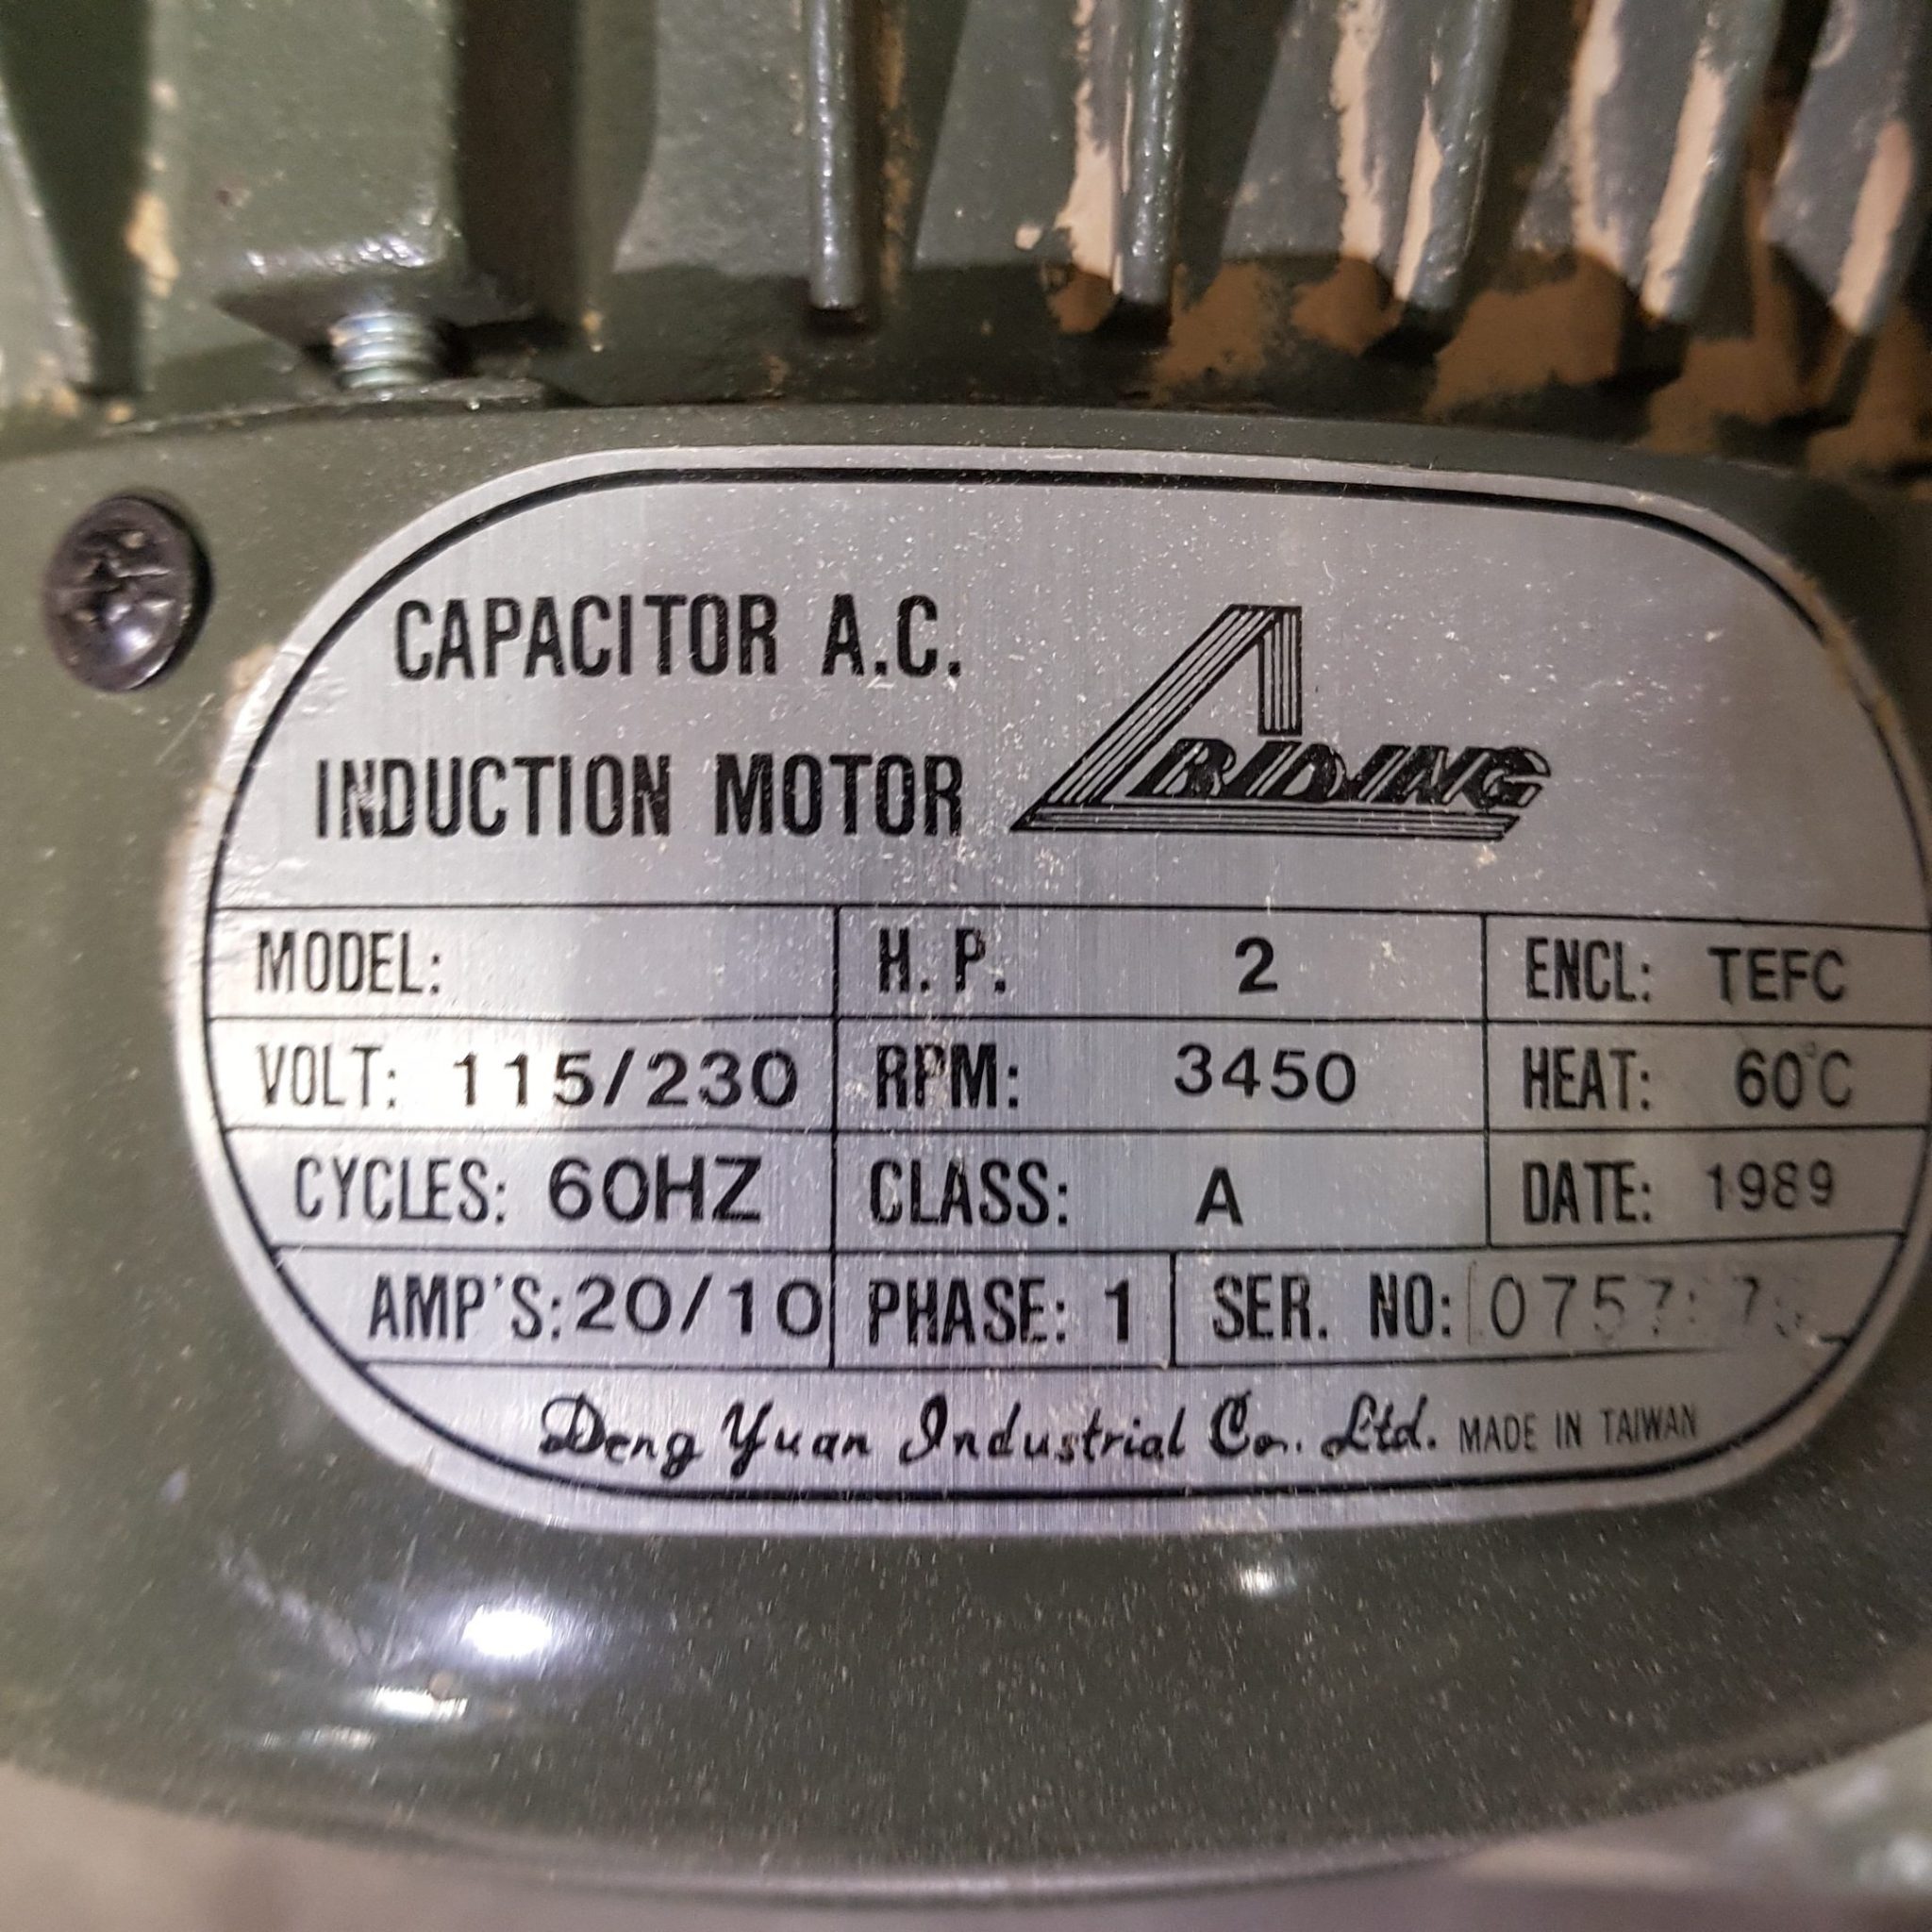 CAPACITOR A.C.
INDUCTION MOTOR
RIDING
MODEL: H.P. 2 ENCL: TEFC
VOLT: 115/230 RPM: 3450 HEAT: 60°C
CYCLES: 60HZ CLASS: A DATE: 1989
AMP'S: 20/10 PHASE: 1 SER. NO:
Deng Yuan Industrial Co. Ltd. MADE IN TAIWAN